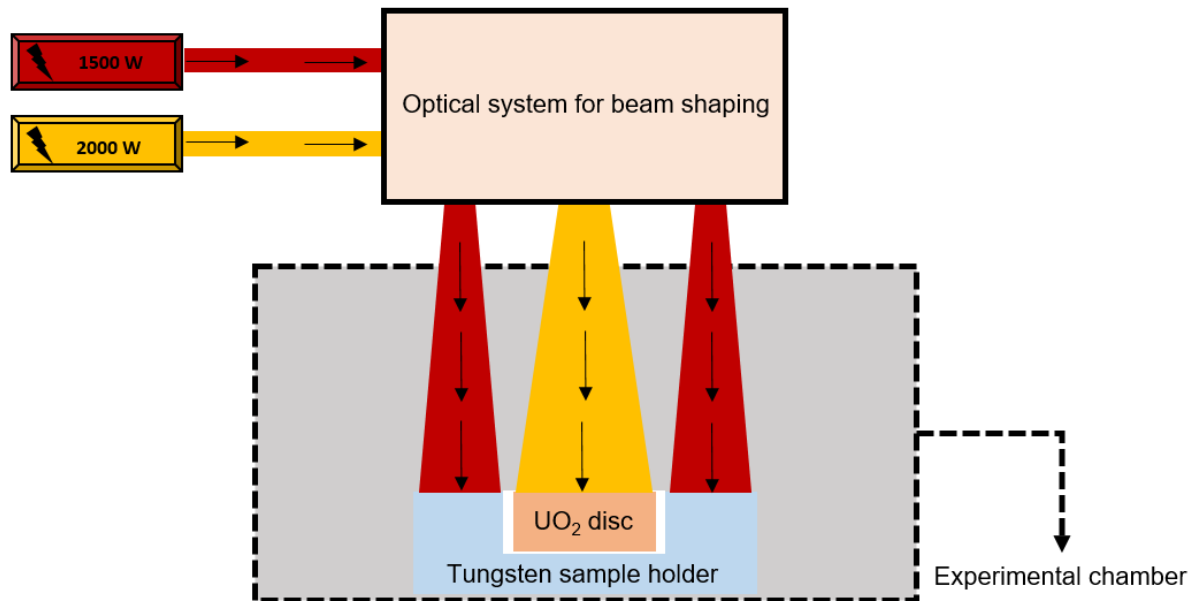 1500 W
Optical system for beam shaping
2000 W
UO₂ disc
Tungsten sample holder
Experimental chamber